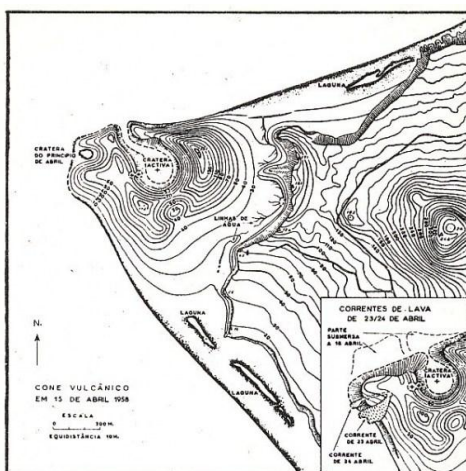 LAGUNA
CRATERA
DO PRINCÍPIO
DE ABRIL
CRATERA
ACTIVA
LINHAS DE
ÁGUA
LAGUNA
LAGUNA
N.
CONE VULCÂNICO
EM 15 DE ABRIL 1958
ESCALA
0 200 M.
EQUIDISTÂNCIA 10M.
CORRENTES DE LAVA
DE 23/24 DE ABRIL
PARTE
SUBMERSA
A 18 ABRIL
CRATERA
ACTIVA
CORRENTE
DE 23 ABRIL
CORRENTE
DE 24 ABRIL